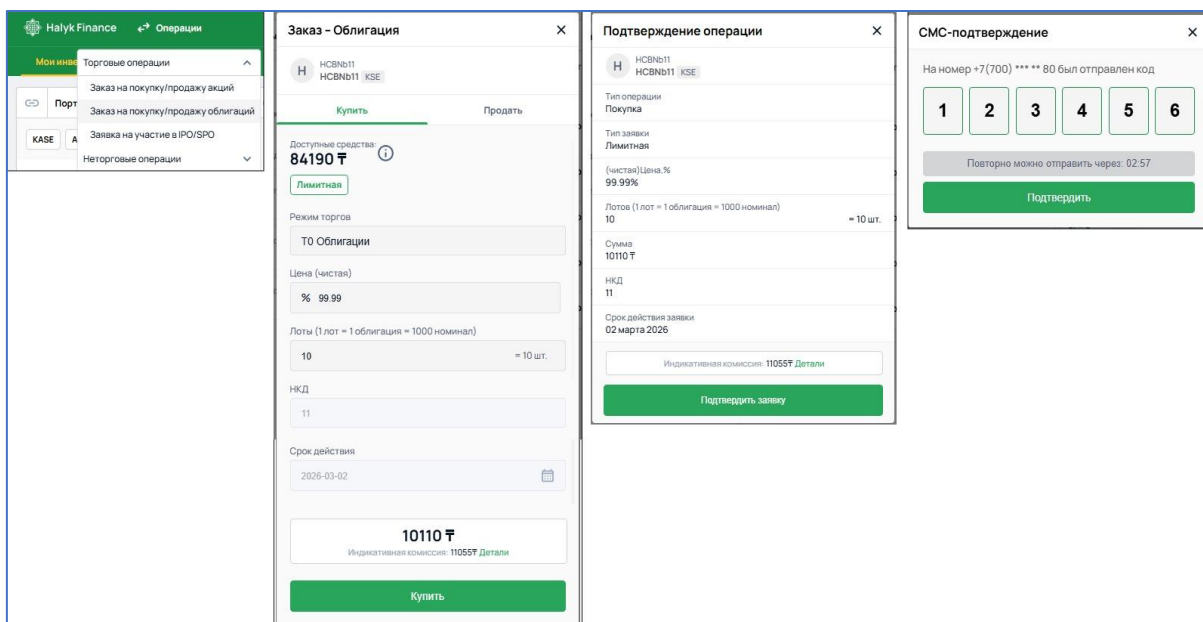 Halyk Finance
Операции
Мои инве
Торговые операции
Заказ на покупку/продажу акций
Порт
Заказ на покупку/продажу облигаций
KASE
A
Заявка на участие в IPO/SPO
Неторговые операции
Заказ – Облигация
H
HCBNb11
HCBNb11 KSE
Купить
Продать
Доступные средства:
84190 ₸
Лимитная
Режим торгов
T0 Облигации
Цена (чистая)
% 99.99
Лоты (1 лот = 1 облигация = 1000 номинал)
10 = 10 шт.
НКД
11
Срок действия
2026-03-02
10110 ₸
Индикативная комиссия: 11055₸ Детали
Купить
Подтверждение операции
H
HCBNb11
HCBNb11 KSE
Тип операции
Покупка
Тип заявки
Лимитная
(чистая)Цена,%
99.99%
Лотов (1 лот = 1 облигация = 1000 номинал)
10 = 10 шт.
Сумма
10110 ₸
НКД
11
Срок действия заявки
02 марта 2026
Индикативная комиссия: 11055₸ Детали
Подтвердить заявку
СМС-подтверждение
На номер +7(700) *** ** 80 был отправлен код
1 2 3 4 5 6
Повторно можно отправить через: 02:57
Подтвердить